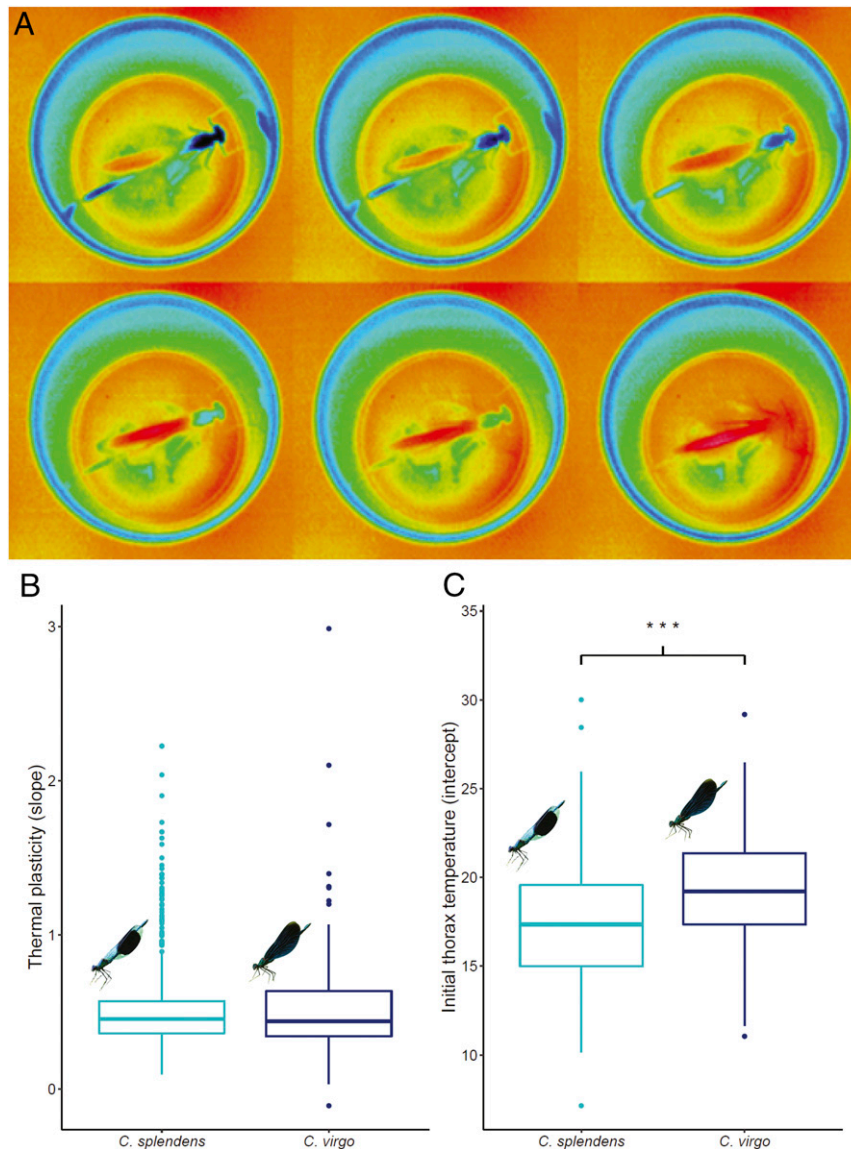 A
B
C
Thermal plasticity (slope)
3
2
1
0
C. splendens
C. virgo
Initial thorax temperature (intercept)
35
30
25
20
15
10
***
C. splendens
C. virgo